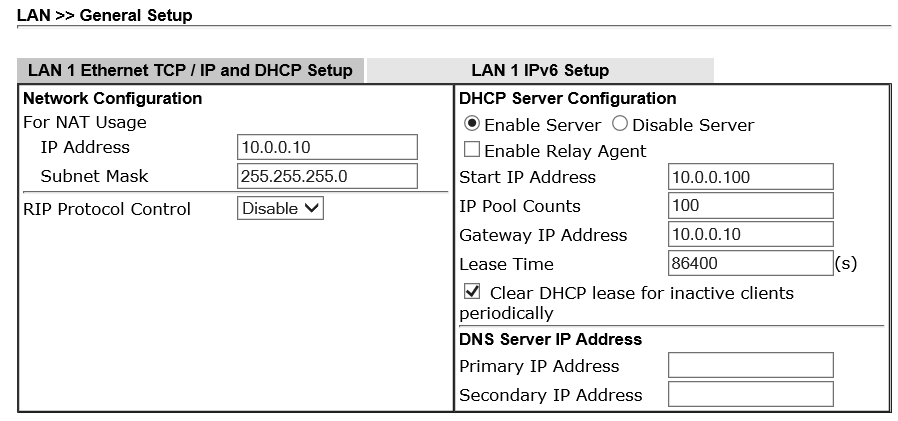 LAN >> General Setup
LAN 1 Ethernet TCP / IP and DHCP Setup
LAN 1 IPv6 Setup
Network Configuration
For NAT Usage
IP Address 10.0.0.10
Subnet Mask 255.255.255.0
RIP Protocol Control Disable
DHCP Server Configuration
Enable Server Disable Server
Enable Relay Agent
Start IP Address 10.0.0.100
IP Pool Counts 100
Gateway IP Address 10.0.0.10
Lease Time 86400 (s)
Clear DHCP lease for inactive clients
periodically
DNS Server IP Address
Primary IP Address
Secondary IP Address